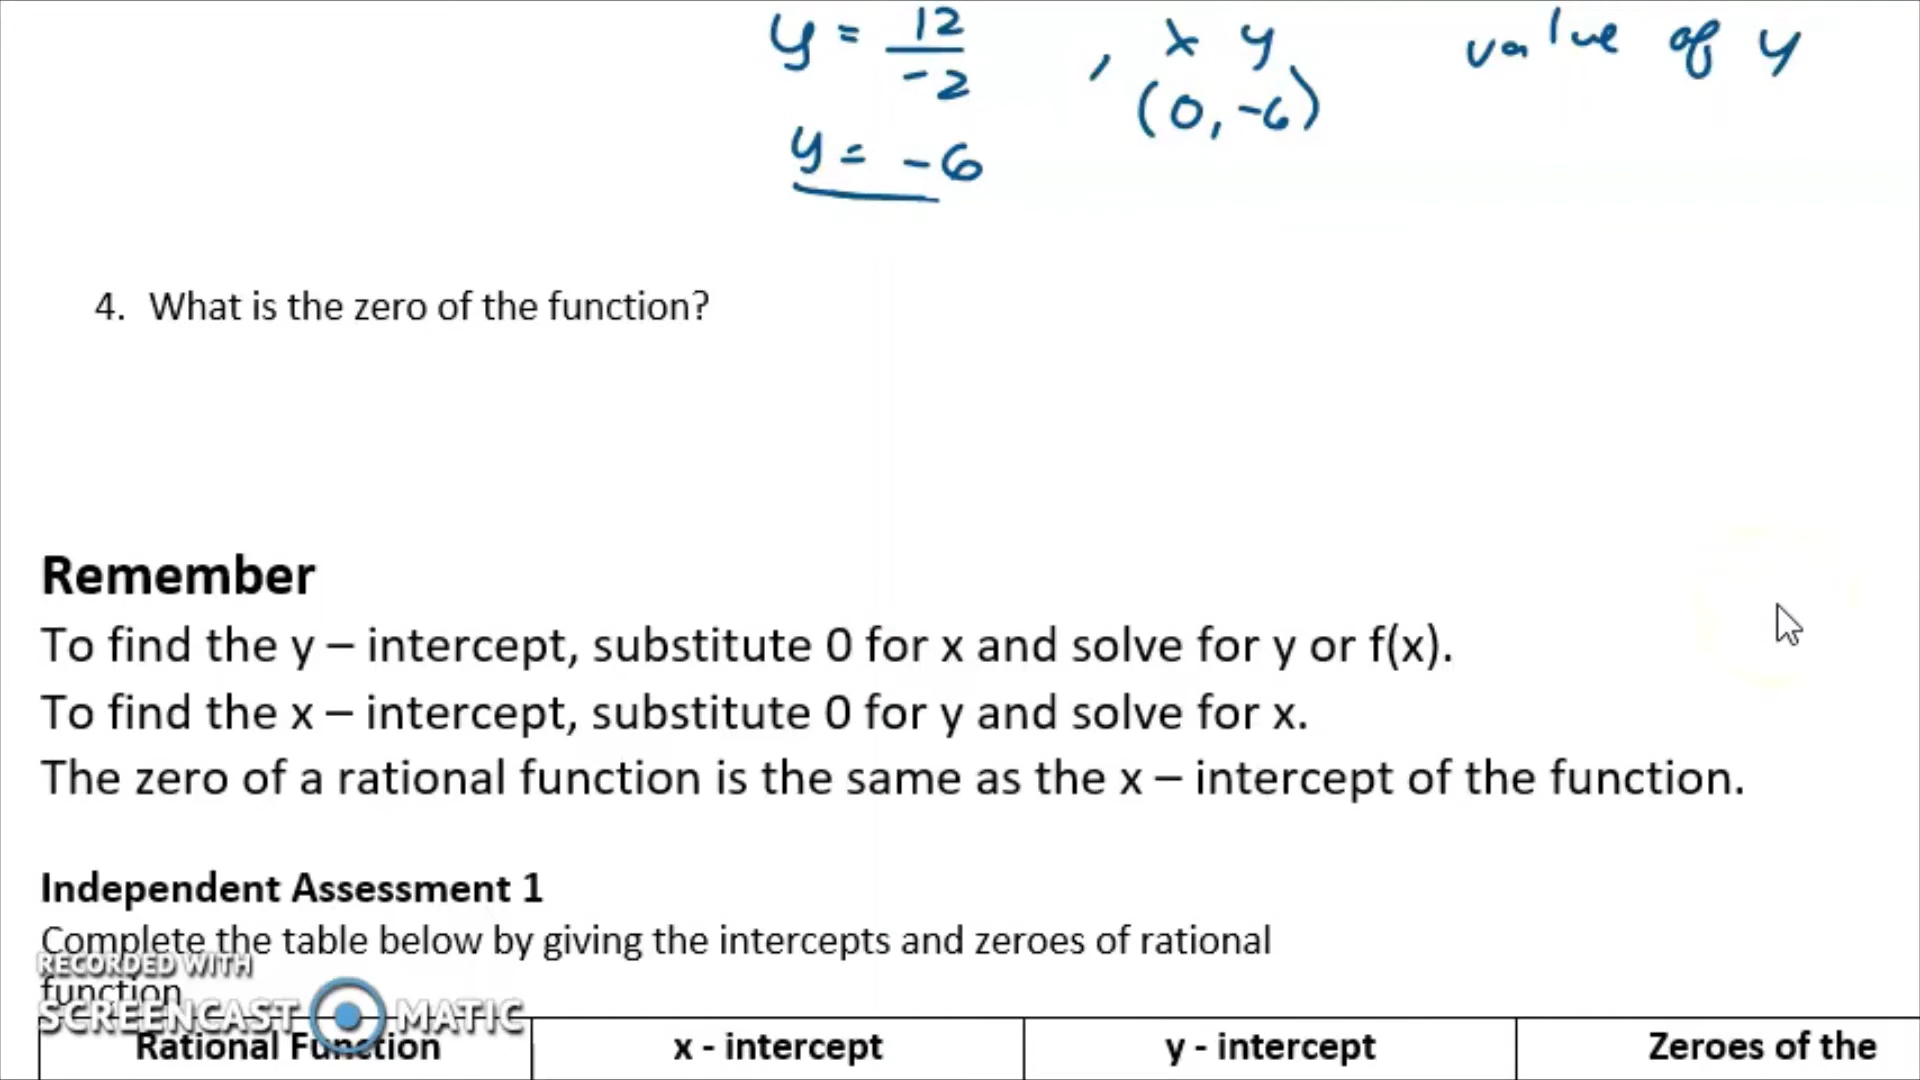 y = 12/-2 , x y value of y
(0, -6)
y = -6
4. What is the zero of the function?
Remember
To find the y – intercept, substitute 0 for x and solve for y or f(x).
To find the x – intercept, substitute 0 for y and solve for x.
The zero of a rational function is the same as the x – intercept of the function.
Independent Assessment 1
Complete the table below by giving the intercepts and zeroes of rational
function
RECORDED WITH
SCREENCAST MATIC
Rational Function x - intercept y - intercept Zeroes of the